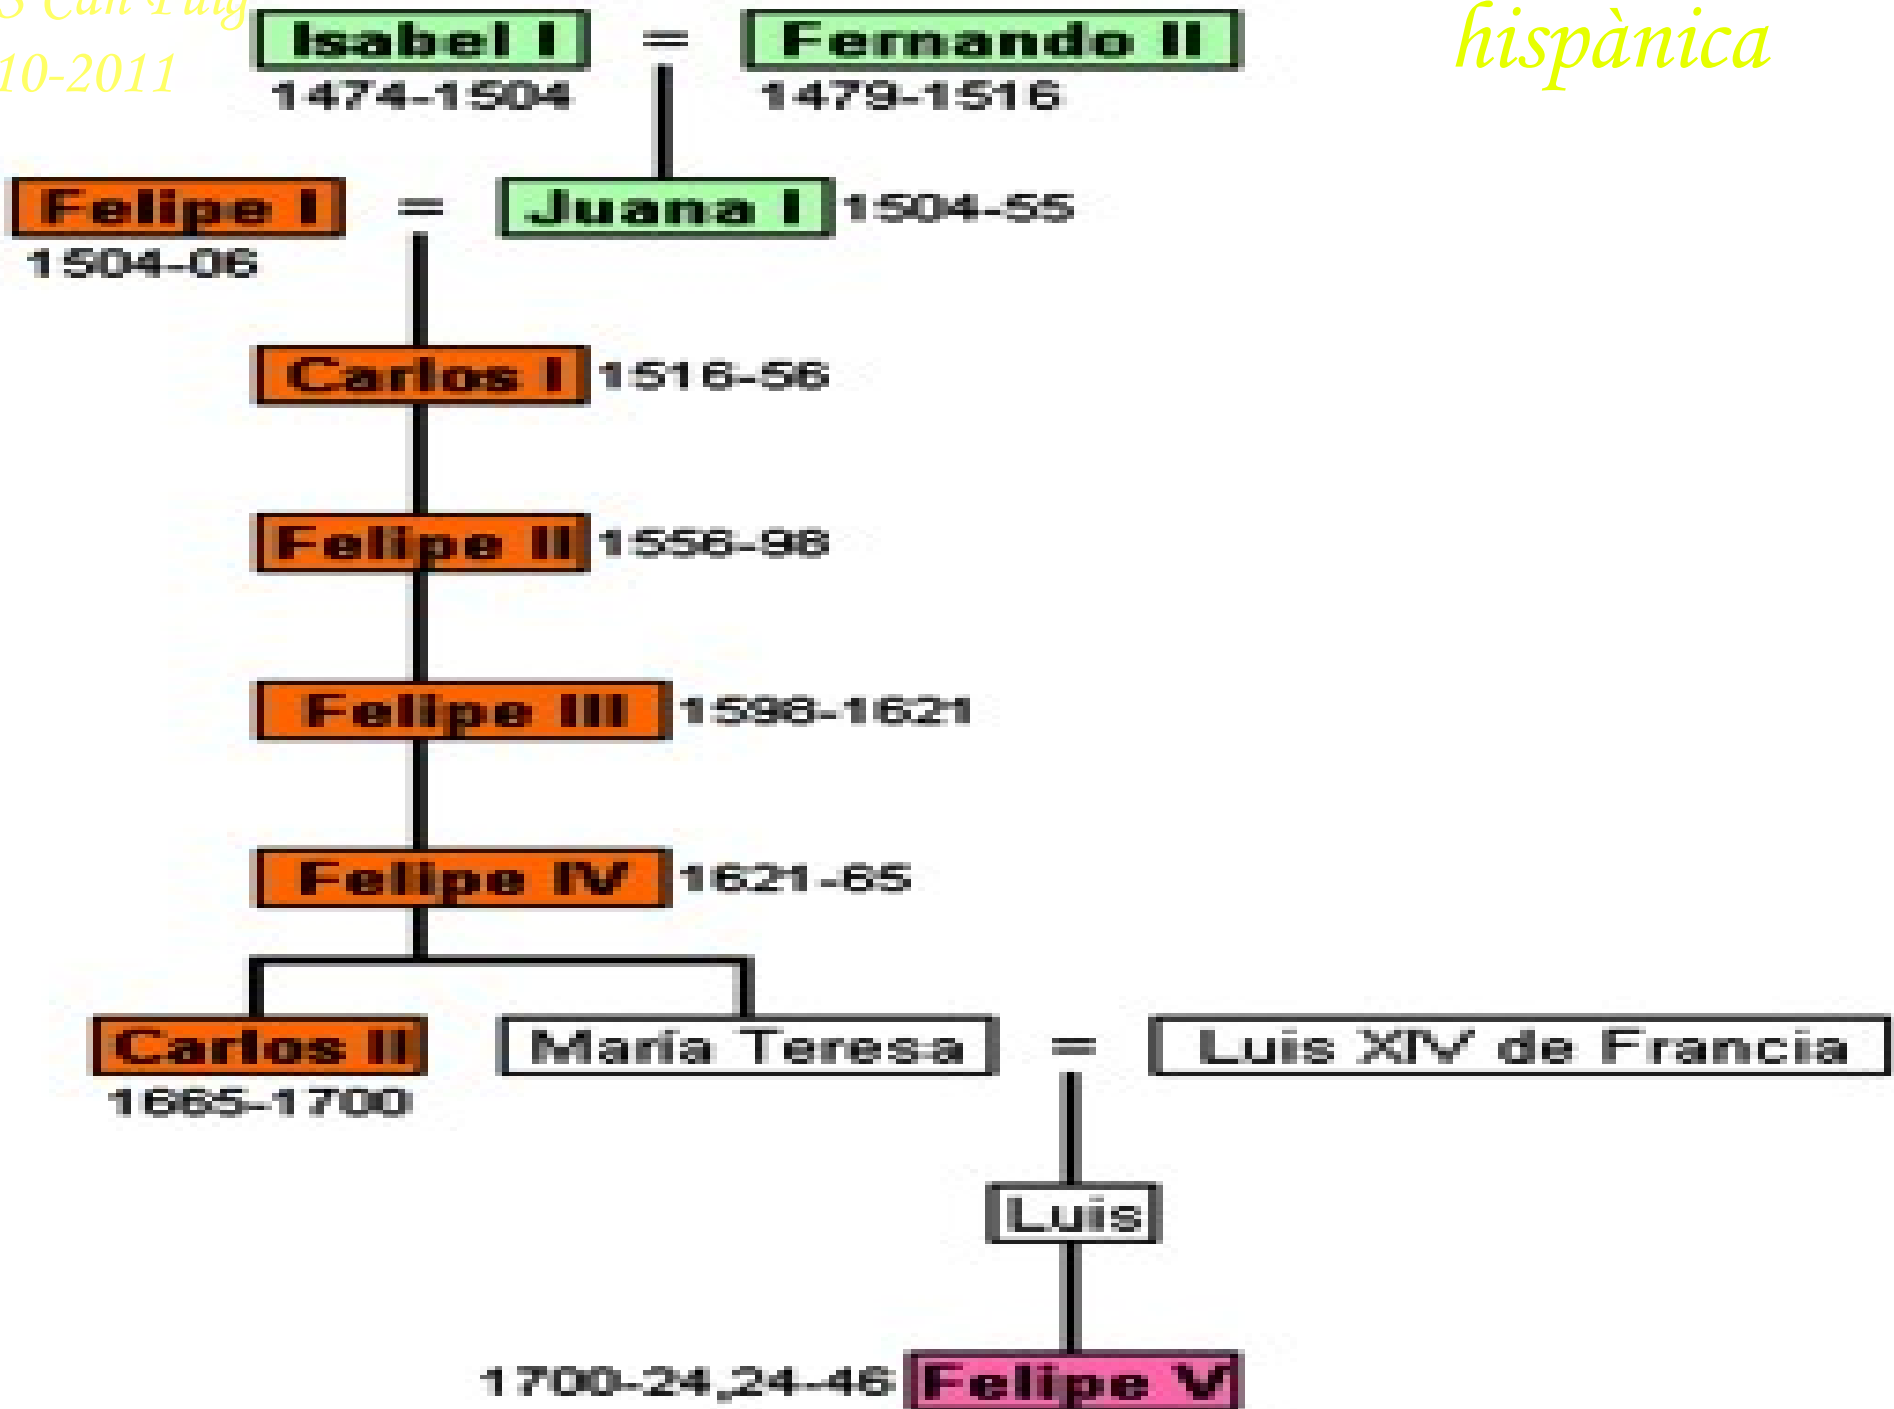 S Can Puig
10-2011
hispànica
Isabel I = Fernando II
1474-1504 1479-1516
Felipe I = Juana I 1504-55
1504-06
Carlos I 1516-56
Felipe II 1556-98
Felipe III 1598-1621
Felipe IV 1621-65
Carlos II María Teresa = Luis XIV de Francia
1665-1700
Luis
1700-24,24-46 Felipe V